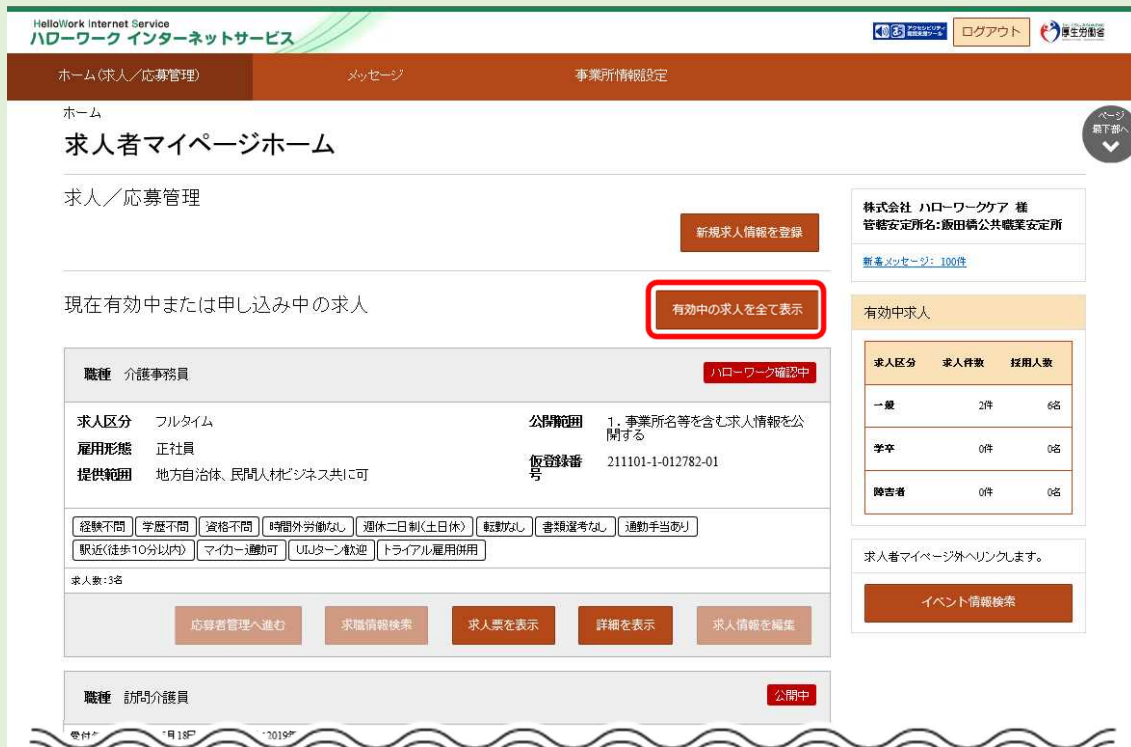 HelloWork Internet Service
ハローワーク インターネットサービス
ログアウト
厚生労働省
ホーム(求人/応募管理)
メッセージ
事業所情報設定
ホーム
求人者マイページホーム
ページ
最下部へ
求人/応募管理
新規求人情報を登録
株式会社 ハローワークケア 様
管轄安定所名:飯田橋公共職業安定所
新着メッセージ: 100件
現在有効中または申し込み中の求人
有効中の求人を全て表示
有効中求人
求人区分 求人件数 採用人数
一般 2件 6名
学卒 0件 0名
障害者 0件 0名
職種 介護事務員
ハローワーク確認中
求人区分 フルタイム
雇用形態 正社員
提供範囲 地方自治体、民間人材ビジネス共に可
公開範囲 1.事業所名等を含む求人情報を公
開する
仮登録番
号 211101-1-012782-01
経験不問 学歴不問 資格不問 時間外労働なし 週休二日制(土日休) 転勤なし 書類選考なし 通勤手当あり
駅近(徒歩10分以内) マイカー通勤可 UIJターン歓迎 トライアル雇用併用
求人数:3名
応募者管理へ進む
求職情報検索
求人票を表示
詳細を表示
求人情報を編集
求人者マイページ外へリンクします。
イベント情報検索
職種 訪問介護員
公開中